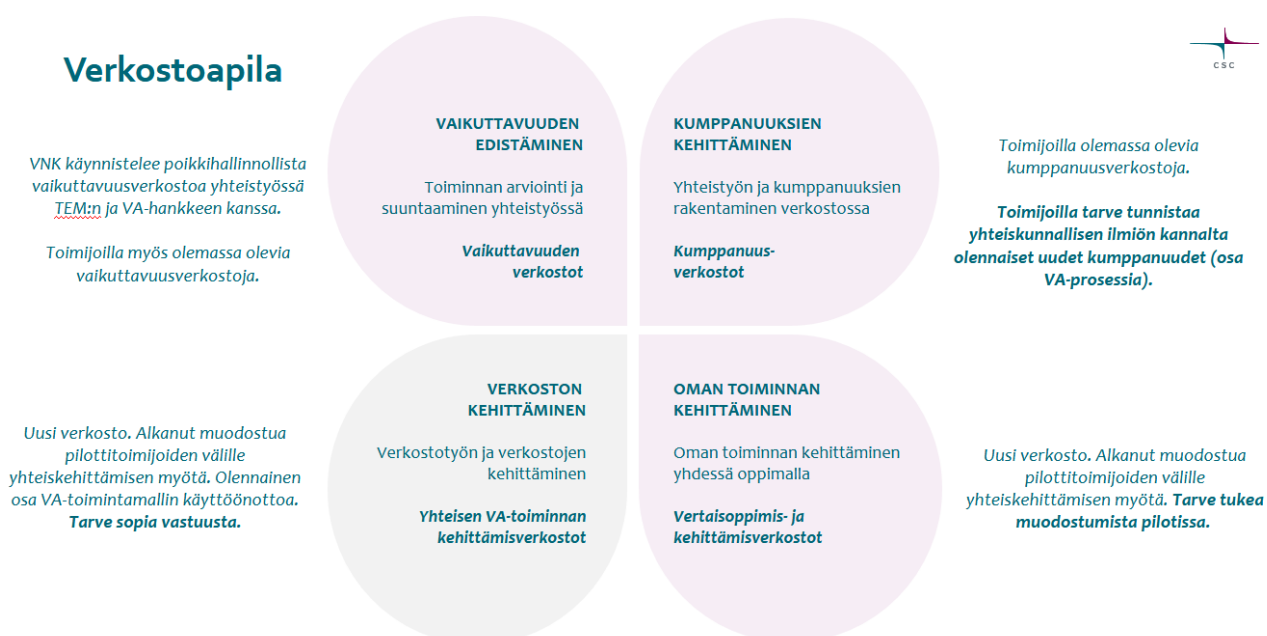 Verkostoapila
CSC
VAIKUTTAVUUDEN
EDISTÄMINEN
Toiminnan arviointi ja
suuntaaminen yhteistyössä
Vaikuttavuuden
verkostot
KUMPPANUUKSIEN
KEHITTÄMINEN
Yhteistyön ja kumppanuuksien
rakentaminen verkostossa
Kumppanuus-
verkostot
VNK käynnistelee poikkihallinnollista
vaikuttavuusverkostoa yhteistyössä
TEM:n ja VA-hankkeen kanssa.
Toimijoilla myös olemassa olevia
vaikuttavuusverkostoja.
Toimijoilla olemassa olevia
kumppanuusverkostoja.
Toimijoilla tarve tunnistaa
yhteiskunnallisen ilmiön kannalta
olennaiset uudet kumppanuudet (osa
VA-prosessia).
VERKOSTON
KEHITTÄMINEN
Verkostotyön ja verkostojen
kehittäminen
Yhteisen VA-toiminnan
kehittämisverkostot
OMAN TOIMINNAN
KEHITTÄMINEN
Oman toiminnan kehittäminen
yhdessä oppimalla
Vertaisoppimis- ja
kehittämisverkostot
Uusi verkosto. Alkanut muodostua
pilottitoimijoiden välille
yhteiskehittämisen myötä. Olennainen
osa VA-toimintamallin käyttöönottoa.
Tarve sopia vastuusta.
Uusi verkosto. Alkanut muodostua
pilottitoimijoiden välille
yhteiskehittämisen myötä. Tarve tukea
muodostumista pilotissa.